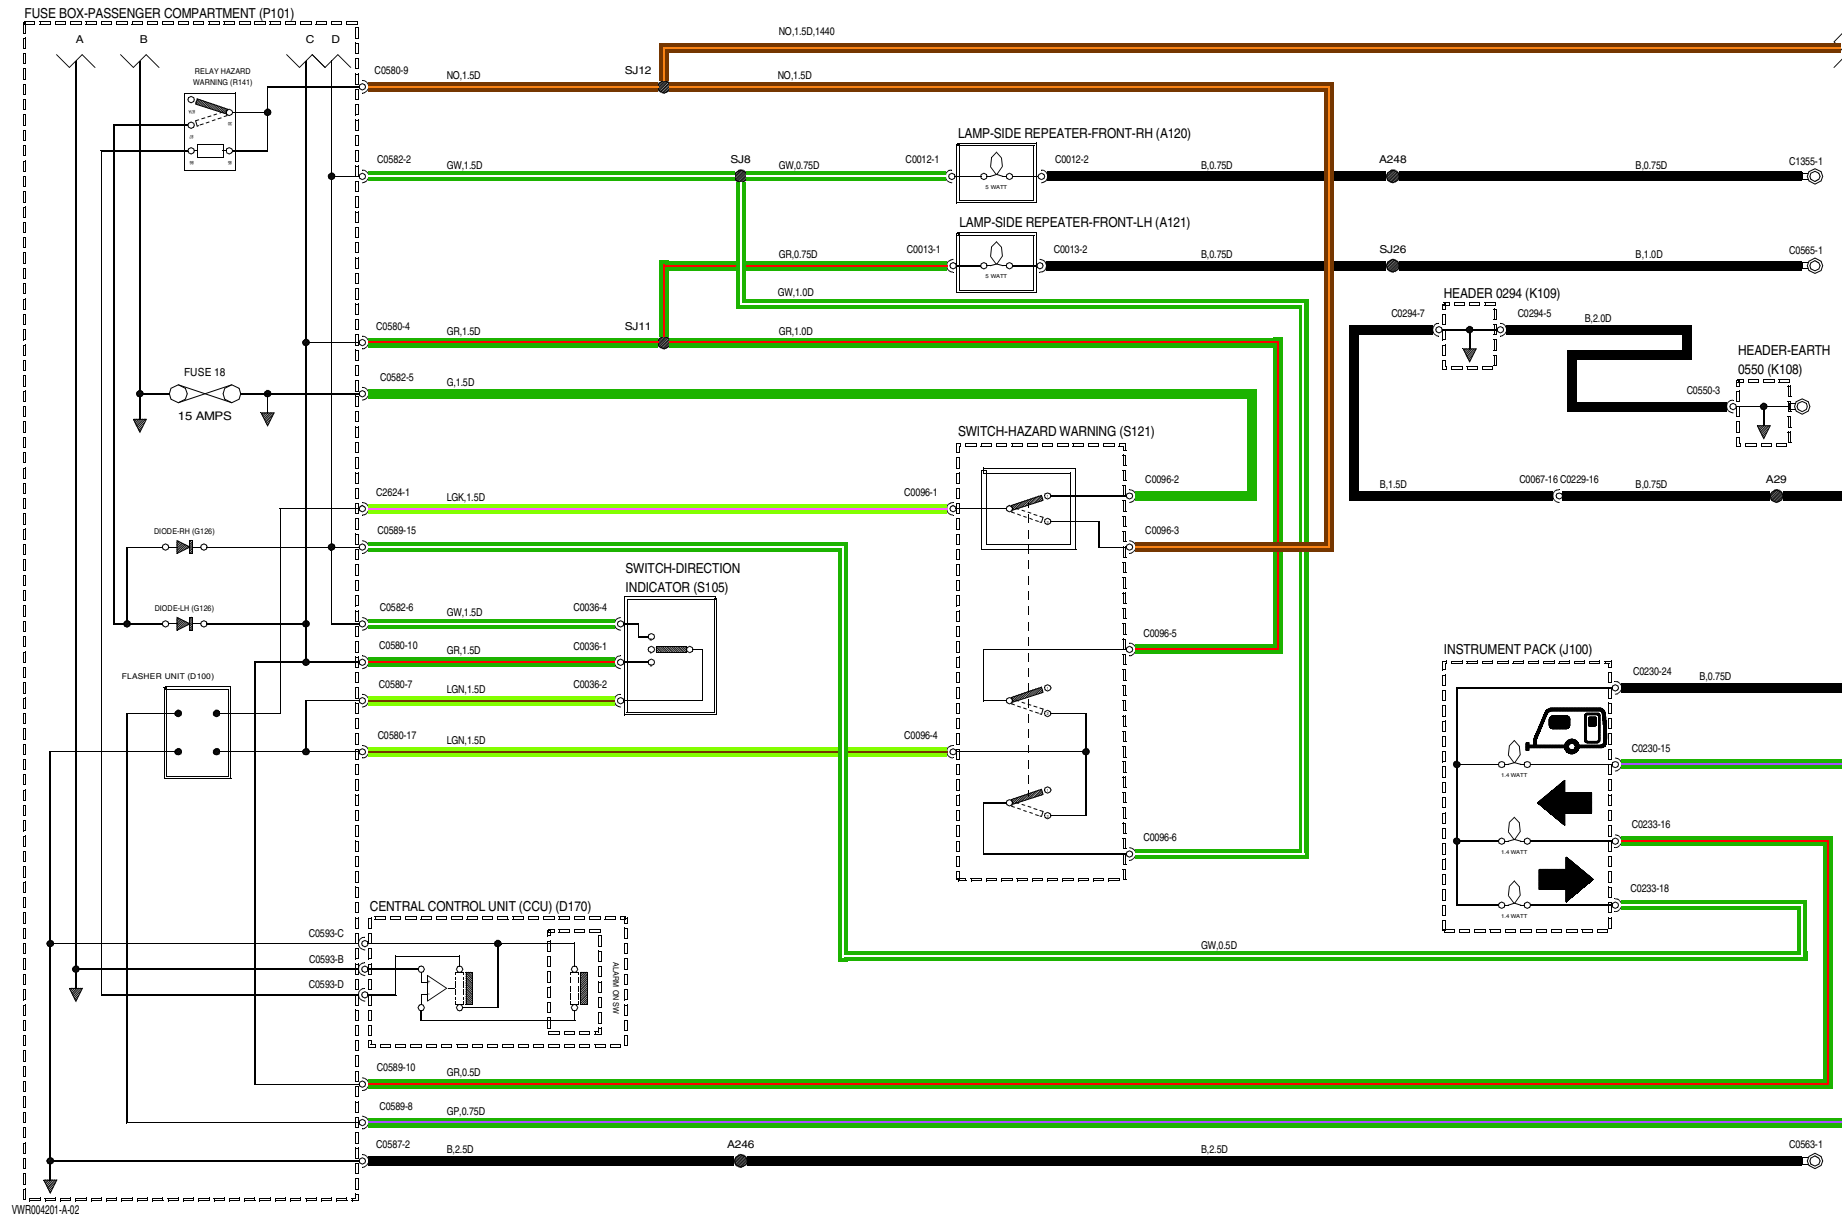 FUSE BOX-PASSENGER COMPARTMENT (P101)
A
B
C
D
RELAY HAZARD
WARNING (R141)
C0580-9
NO,1.5D
SJ12
NO,1.5D,1440
NO,1.5D
LAMP-SIDE REPEATER-FRONT-RH (A120)
C0582-2
GW,1.5D
SJ8
GW,0.75D
C0012-1
5 WATT
C0012-2
B,0.75D
A248
B,0.75D
C1355-1
LAMP-SIDE REPEATER-FRONT-LH (A121)
GR,0.75D
C0013-1
5 WATT
C0013-2
B,0.75D
SJ26
B,1.0D
C0565-1
GW,1.0D
HEADER 0294 (K109)
C0294-7
C0294-5
B,2.0D
C0580-4
GR,1.5D
SJ11
GR,1.0D
HEADER-EARTH
0550 (K108)
C0550-3
FUSE 18
15 AMPS
C0582-5
G,1.5D
SWITCH-HAZARD WARNING (S121)
C2624-1
LGK,1.5D
C0096-1
C0096-2
B,1.5D
C0067-16
C0229-16
B,0.75D
A29
DIODE-RH (G126)
C0589-15
C0096-3
SWITCH-DIRECTION
INDICATOR (S105)
DIODE-LH (G126)
C0582-6
GW,1.5D
C0036-4
C0580-10
GR,1.5D
C0036-1
C0096-5
FLASHER UNIT (D100)
C0580-7
LGN,1.5D
C0036-2
C0580-17
LGN,1.5D
C0096-4
INSTRUMENT PACK (J100)
C0230-24
B,0.75D
C0230-15
1.4 WATT
C0233-16
1.4 WATT
C0096-6
C0233-18
1.4 WATT
CENTRAL CONTROL UNIT (CCU) (D170)
C0593-C
C0593-B
C0593-D
ALARM ON SW
GW,0.5D
C0589-10
GR,0.5D
C0589-8
GP,0.75D
C0587-2
B,2.5D
A246
B,2.5D
C0563-1
VWR004201-A-02